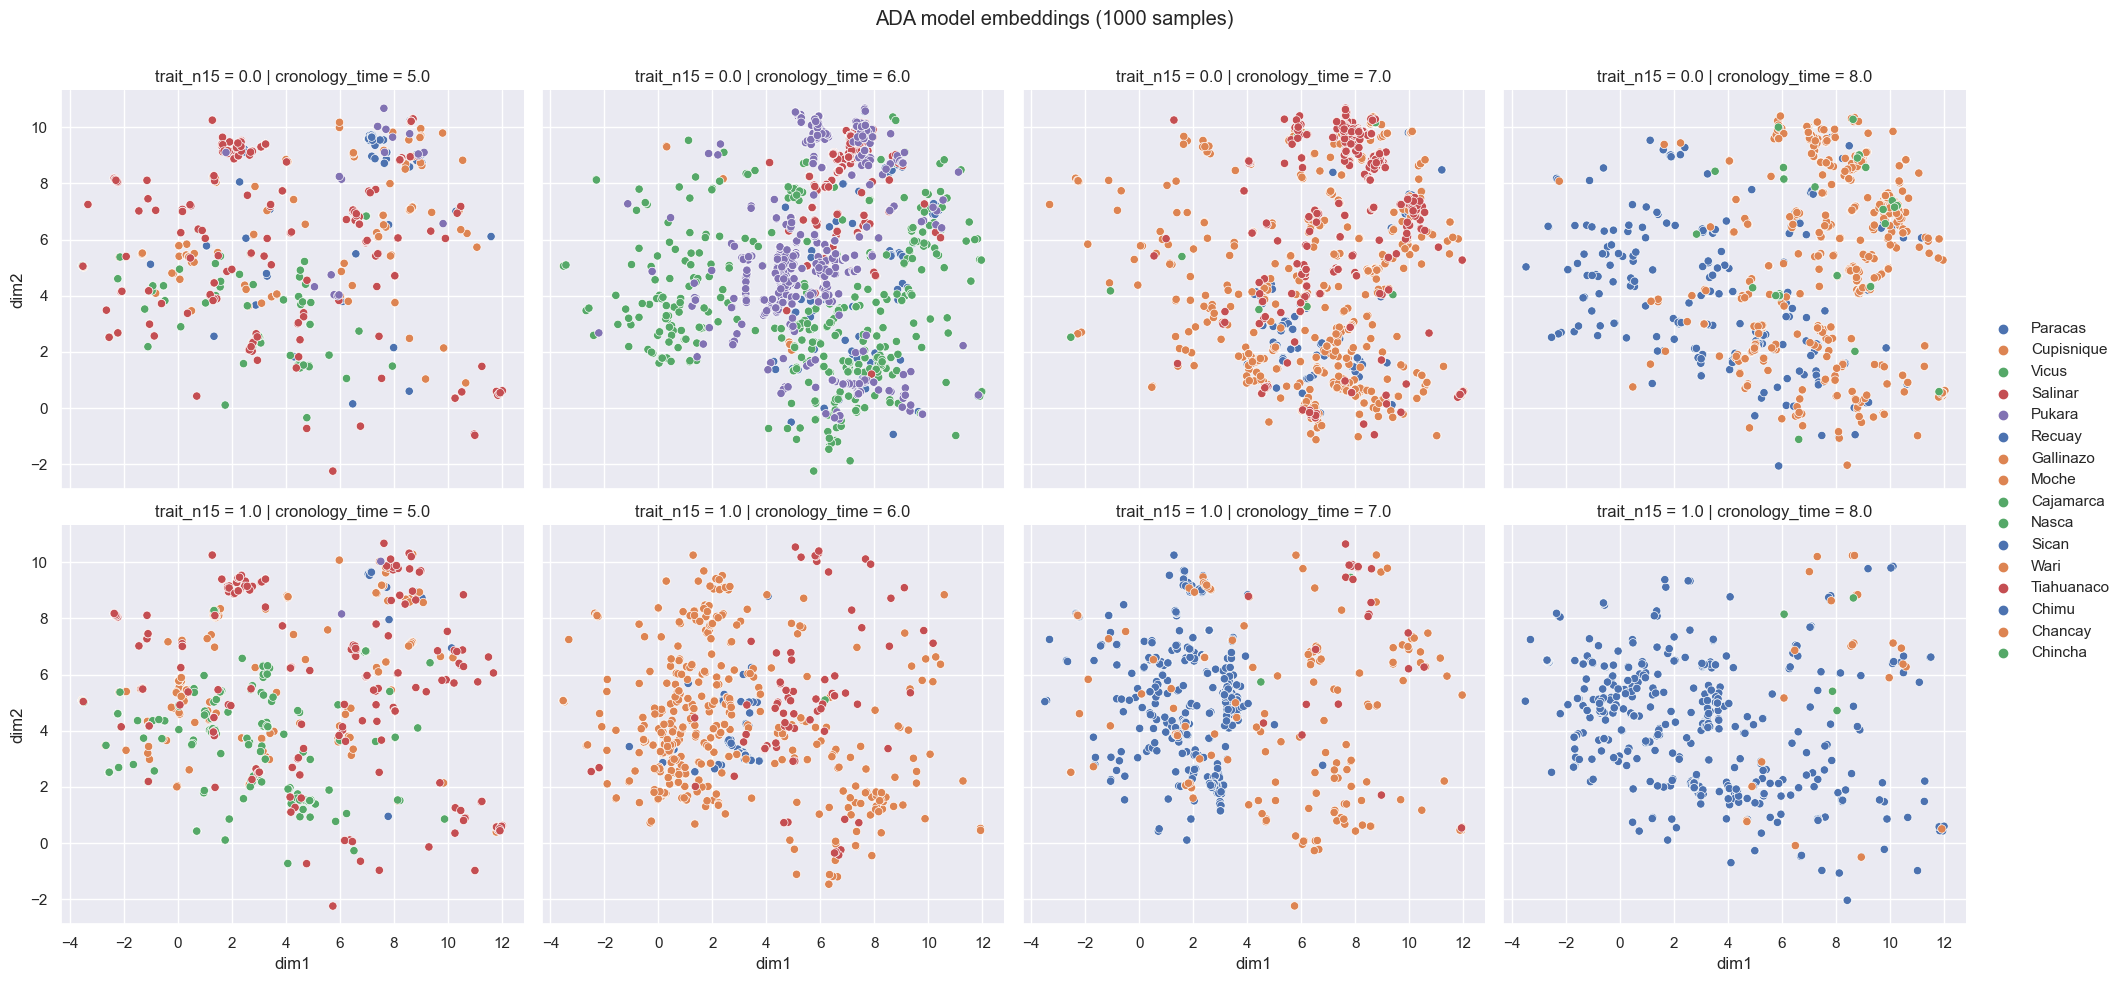 ADA model embeddings (1000 samples)
trait_n15 = 0.0 | cronology_time = 5.0
trait_n15 = 0.0 | cronology_time = 6.0
trait_n15 = 0.0 | cronology_time = 7.0
trait_n15 = 0.0 | cronology_time = 8.0
10
8
6
4
2
0
−2
dim2
trait_n15 = 1.0 | cronology_time = 5.0
trait_n15 = 1.0 | cronology_time = 6.0
trait_n15 = 1.0 | cronology_time = 7.0
trait_n15 = 1.0 | cronology_time = 8.0
10
8
6
4
2
0
−2
dim2
−4 −2 0 2 4 6 8 10 12
−4 −2 0 2 4 6 8 10 12
−4 −2 0 2 4 6 8 10 12
−4 −2 0 2 4 6 8 10 12
dim1
dim1
dim1
dim1
Paracas
Cupisnique
Vicus
Salinar
Pukara
Recuay
Gallinazo
Moche
Cajamarca
Nasca
Sican
Wari
Tiahuanaco
Chimu
Chancay
Chincha